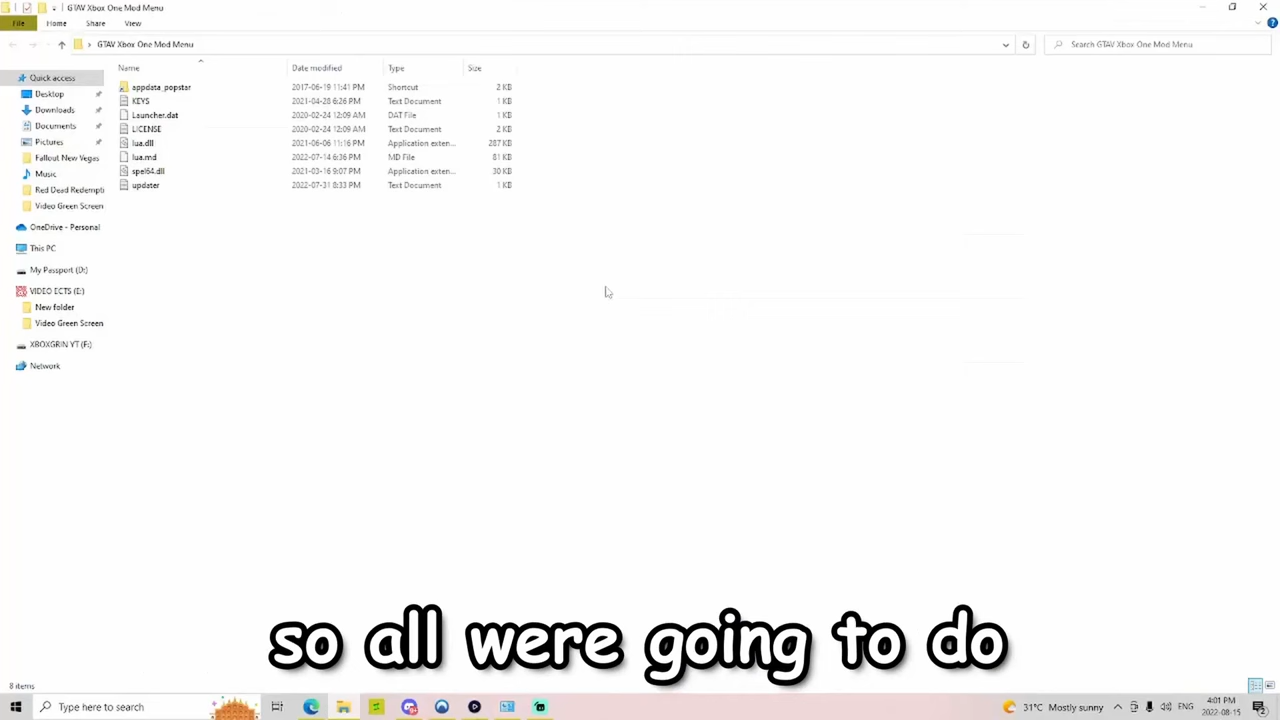 GTAV Xbox One Mod Menu
File Home Share View
GTAV Xbox One Mod Menu
Search GTAV Xbox One Mod Menu
Name Date modified Type Size
Quick access
Desktop
Downloads
Documents
Pictures
Fallout New Vegas
Music
Red Dead Redempti
Video Green Screen
OneDrive - Personal
This PC
My Passport (D:)
VIDEO ECTS (E:)
New folder
Video Green Screen
XBOXGRIN YT (F:)
Network
appdata_popstar 2017-06-19 11:41 PM Shortcut 2 KB
KEYS 2021-04-28 6:26 PM Text Document 1 KB
Launcher.dat 2020-02-24 12:09 AM DAT File 1 KB
LICENSE 2020-02-24 12:09 AM Text Document 2 KB
lua.dll 2021-06-06 11:16 PM Application exten... 287 KB
lua.md 2022-07-14 6:36 PM MD File 81 KB
spel64.dll 2021-03-16 9:07 PM Application exten... 30 KB
updater 2022-07-31 8:33 PM Text Document 1 KB
so all were going to do
8 items
Type here to search
31°C Mostly sunny
ENG
4:01 PM
2022-08-15